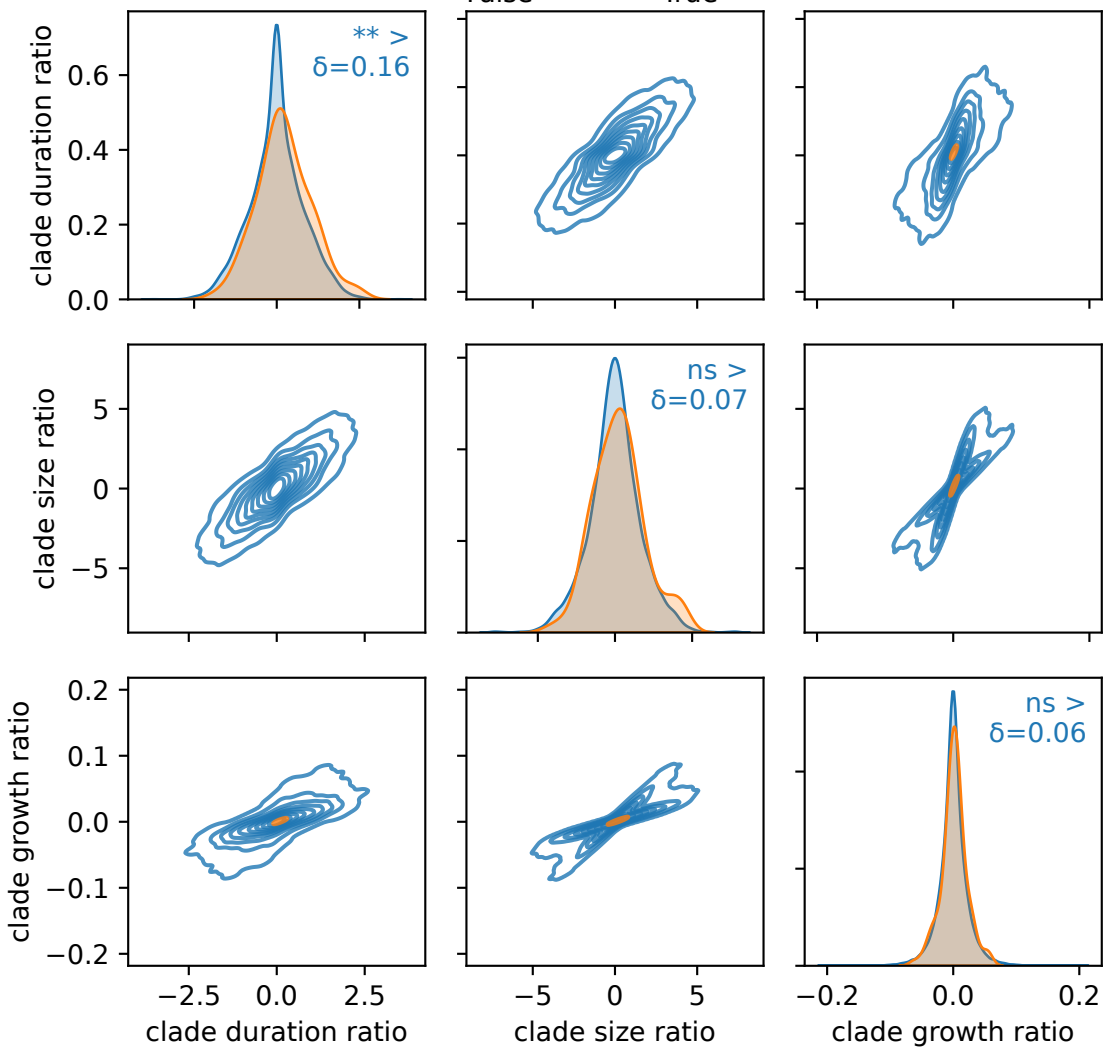 False True
clade duration ratio
0.6
0.4
0.2
0.0
** >
δ=0.16
clade size ratio
5
0
−5
ns >
δ=0.07
clade growth ratio
0.2
0.1
0.0
−0.1
−0.2
ns >
δ=0.06
−2.5 0.0 2.5
−5 0 5
−0.2 0.0 0.2
clade duration ratio
clade size ratio
clade growth ratio